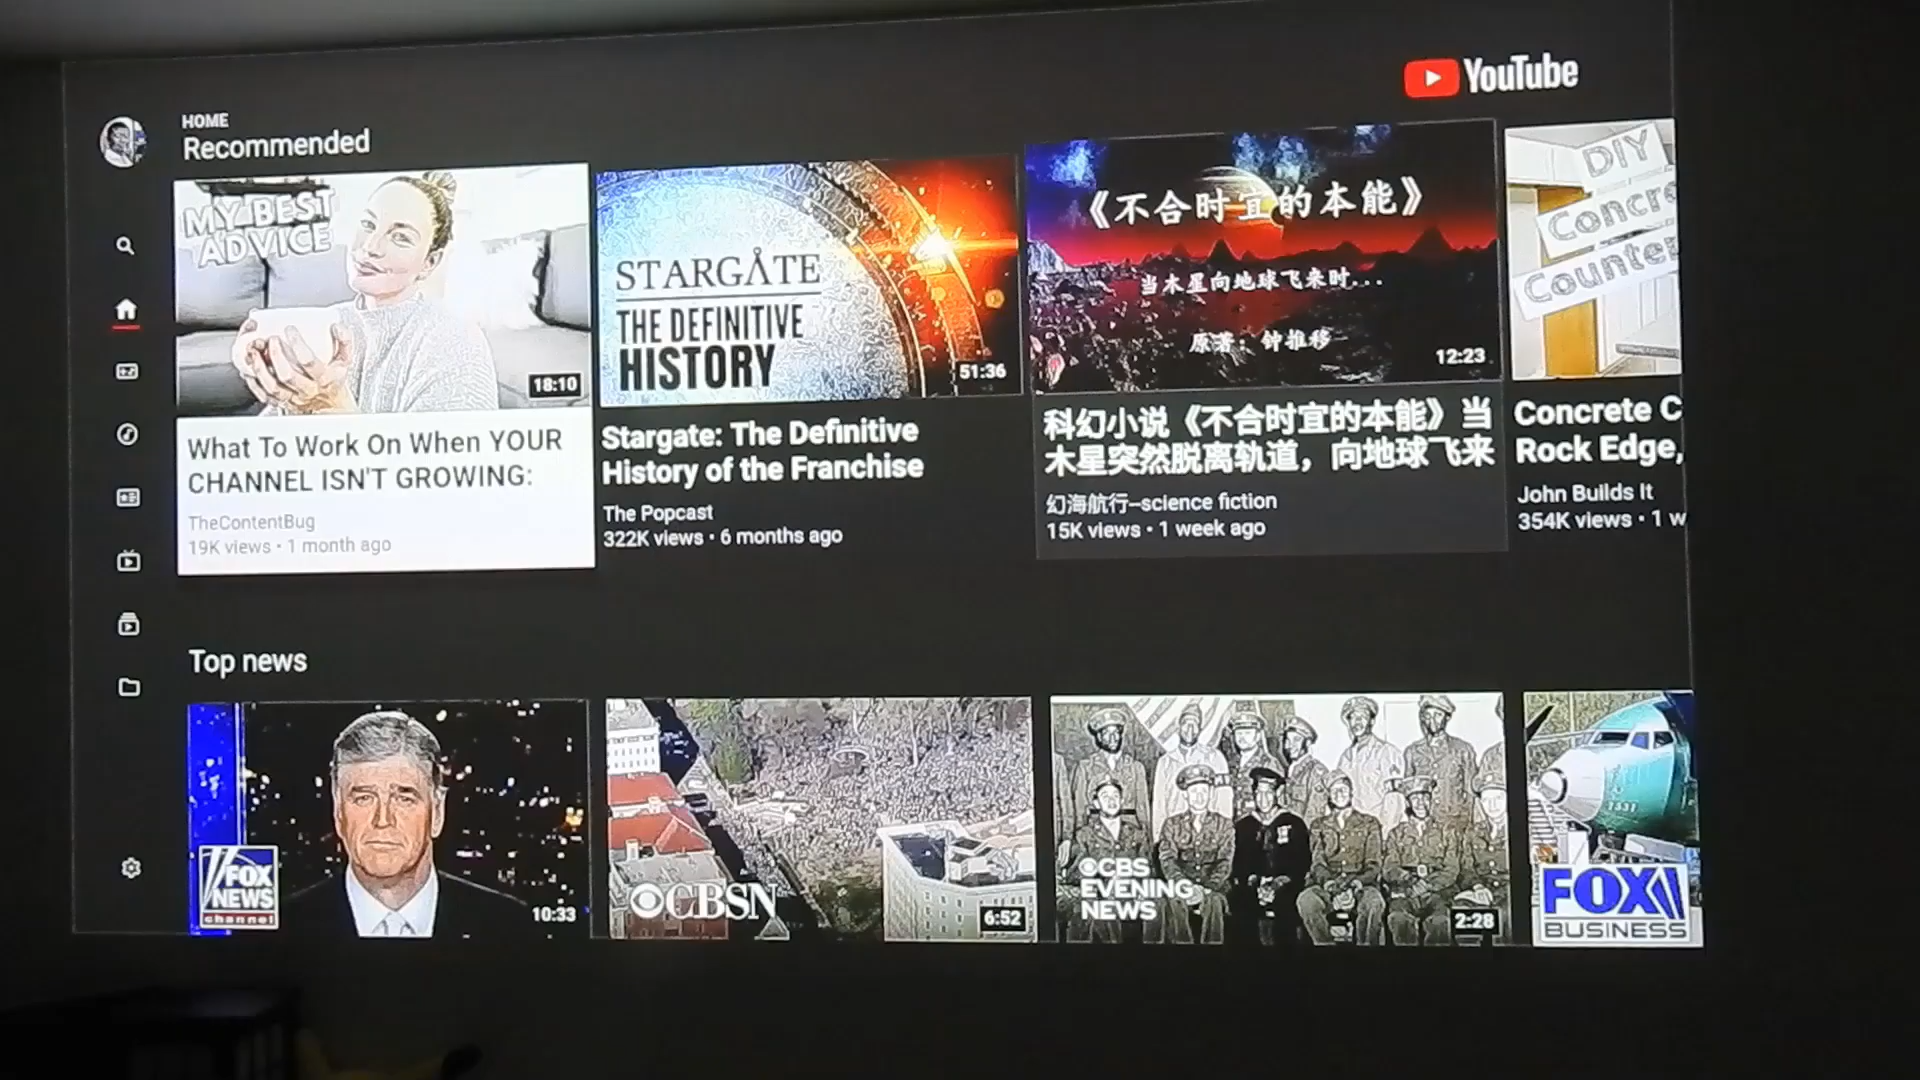 YouTube
HOME
Recommended
MY BEST
ADVICE
18:10
What To Work On When YOUR
CHANNEL ISN'T GROWING:
TheContentBug
19K views • 1 month ago
STARGATE
THE DEFINITIVE
HISTORY
51:36
Stargate: The Definitive
History of the Franchise
The Popcast
322K views • 6 months ago
《不合时宜的本能》
当木星向地球飞来时...
原著：钟推移
12:23
科幻小说《不合时宜的本能》当
木星突然脱离轨道，向地球飞来
幻海航行–science fiction
15K views • 1 week ago
DIY
Concre
Counter
Concrete C
Rock Edge,
John Builds It
354K views • 1 w
Top news
FOX
NEWS
channel
10:33
CBSN
6:52
CBS
EVENING
NEWS
2:28
FOX
BUSINESS